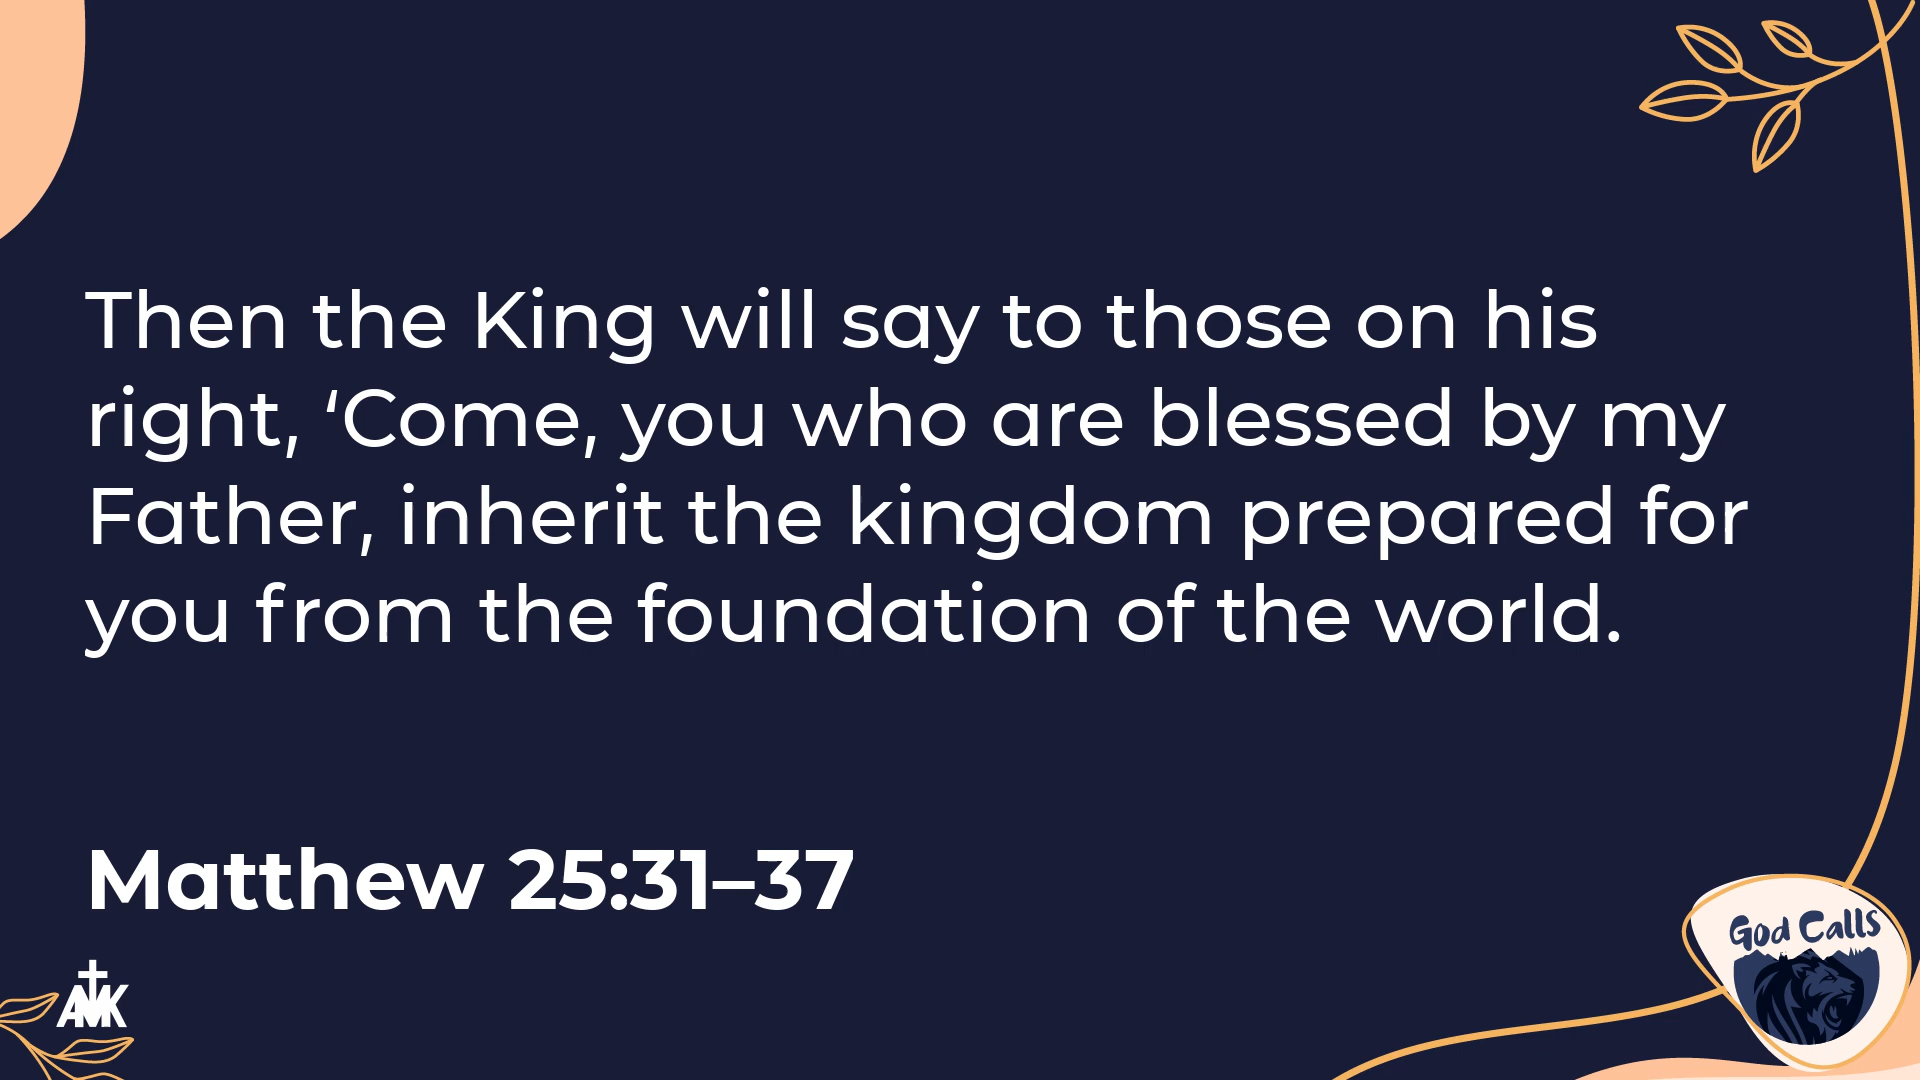 Then the King will say to those on his
right, ‘Come, you who are blessed by my
Father, inherit the kingdom prepared for
you from the foundation of the world.
Matthew 25:31–37
AMK
God Calls